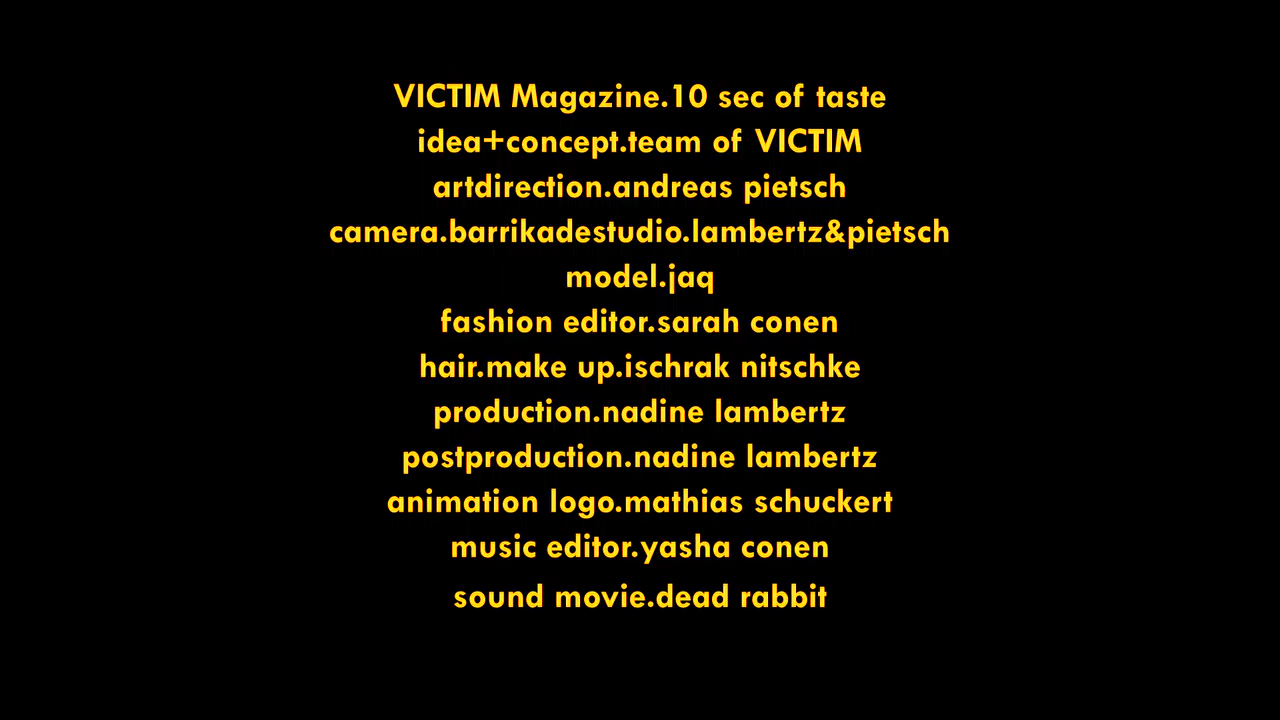 VICTIM Magazine.10 sec of taste
idea+concept.team of VICTIM
artdirection.andreas pietsch
camera.barrikadestudio.lambertz&pietsch
model.jaq
fashion editor.sarah conen
hair.make up.ischrak nitschke
production.nadine lambertz
postproduction.nadine lambertz
animation logo.mathias schuckert
music editor.yasha conen
sound movie.dead rabbit